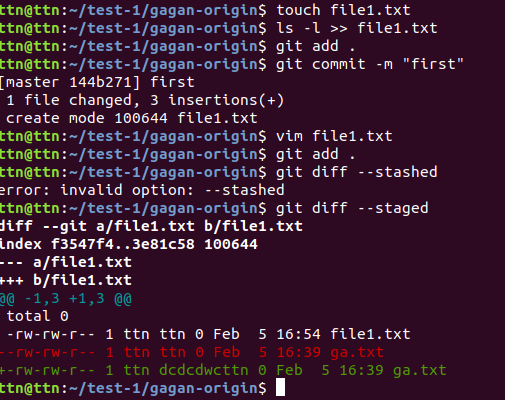 ttn@ttn:~/test-1/gagan-origin$ touch file1.txt
ttn@ttn:~/test-1/gagan-origin$ ls -l >> file1.txt
ttn@ttn:~/test-1/gagan-origin$ git add .
ttn@ttn:~/test-1/gagan-origin$ git commit -m "first"
[master 144b271] first
 1 file changed, 3 insertions(+)
 create mode 100644 file1.txt
ttn@ttn:~/test-1/gagan-origin$ vim file1.txt
ttn@ttn:~/test-1/gagan-origin$ git add .
ttn@ttn:~/test-1/gagan-origin$ git diff --stashed
error: invalid option: --stashed
ttn@ttn:~/test-1/gagan-origin$ git diff --staged
diff --git a/file1.txt b/file1.txt
index f3547f4..3e81c58 100644
--- a/file1.txt
+++ b/file1.txt
@@ -1,3 +1,3 @@
 total 0
 -rw-rw-r-- 1 ttn ttn 0 Feb  5 16:54 file1.txt
--rw-rw-r-- 1 ttn ttn 0 Feb  5 16:39 ga.txt
+-rw-rw-r-- 1 ttn dcdcdwcttn 0 Feb  5 16:39 ga.txt
ttn@ttn:~/test-1/gagan-origin$